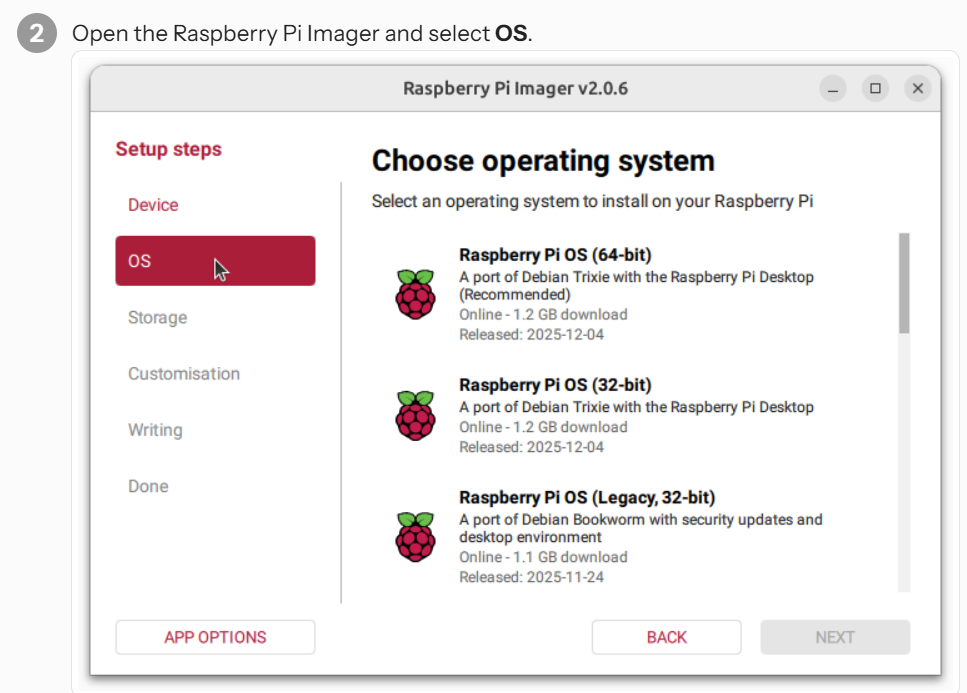 2
Open the Raspberry Pi Imager and select OS.
Raspberry Pi Imager v2.0.6
Setup steps
Device
OS
Storage
Customisation
Writing
Done
APP OPTIONS
Choose operating system
Select an operating system to install on your Raspberry Pi
Raspberry Pi OS (64-bit)
A port of Debian Trixie with the Raspberry Pi Desktop
(Recommended)
Online - 1.2 GB download
Released: 2025-12-04
Raspberry Pi OS (32-bit)
A port of Debian Trixie with the Raspberry Pi Desktop
Online - 1.2 GB download
Released: 2025-12-04
Raspberry Pi OS (Legacy, 32-bit)
A port of Debian Bookworm with security updates and
desktop environment
Online - 1.1 GB download
Released: 2025-11-24
BACK
NEXT